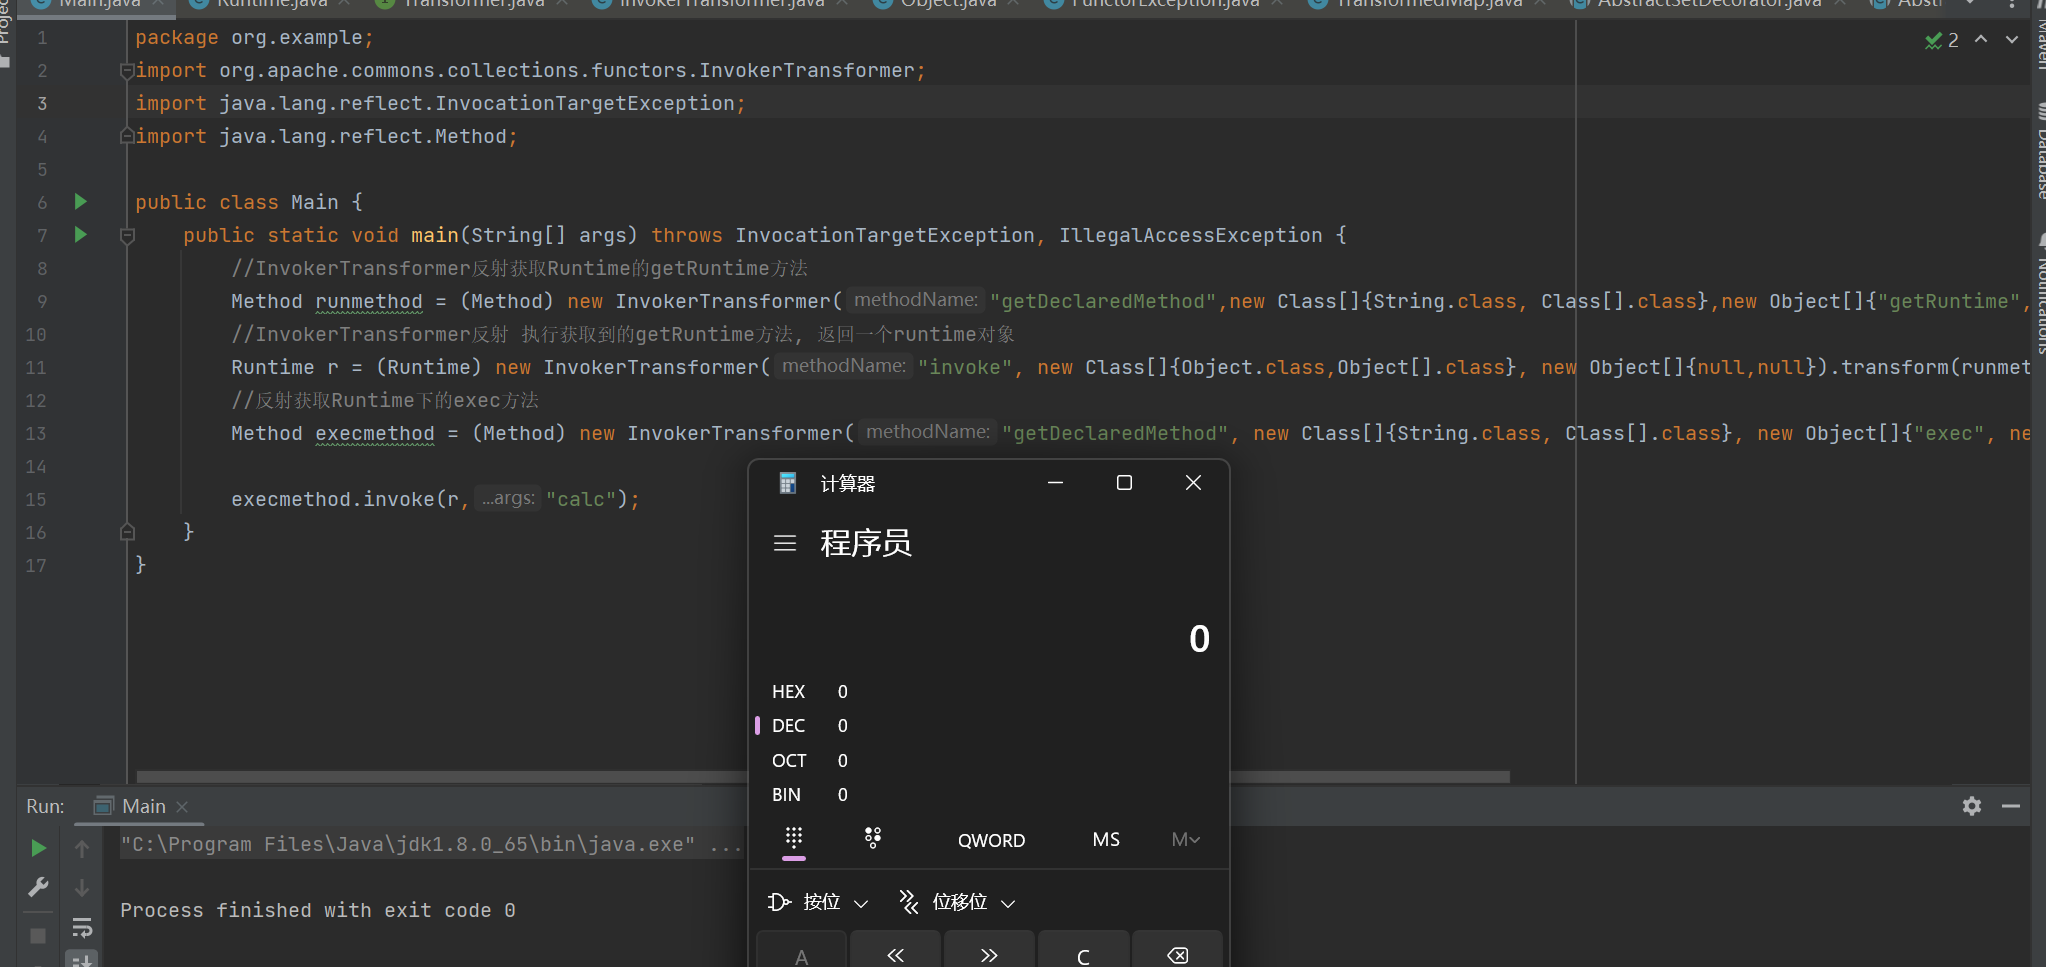 Main.java Runtime.java Transformer.java InvokerTransformer.java Object.java FunctorException.java TransformedMap.java AbstractSetDecorator.java Abstr
Project
Maven
Database
Notifications
2
1 package org.example;
2 import org.apache.commons.collections.functors.InvokerTransformer;
3 import java.lang.reflect.InvocationTargetException;
4 import java.lang.reflect.Method;
5
6 public class Main {
7 public static void main(String[] args) throws InvocationTargetException, IllegalAccessException {
8 //InvokerTransformer反射获取Runtime的getRuntime方法
9 Method runmethod = (Method) new InvokerTransformer( methodName: "getDeclaredMethod",new Class[]{String.class, Class[].class},new Object[]{"getRuntime",
10 //InvokerTransformer反射 执行获取到的getRuntime方法, 返回一个runtime对象
11 Runtime r = (Runtime) new InvokerTransformer( methodName: "invoke", new Class[]{Object.class,Object[].class}, new Object[]{null,null}).transform(runmet
12 //反射获取Runtime下的exec方法
13 Method execmethod = (Method) new InvokerTransformer( methodName: "getDeclaredMethod", new Class[]{String.class, Class[].class}, new Object[]{"exec", ne
14
15 execmethod.invoke(r, ...args: "calc");
16 }
17 }
计算器
程序员
0
HEX 0
DEC 0
OCT 0
BIN 0
QWORD MS M
按位 位移位
A « » C
Run: Main
"C:\Program Files\Java\jdk1.8.0_65\bin\java.exe" ...
Process finished with exit code 0